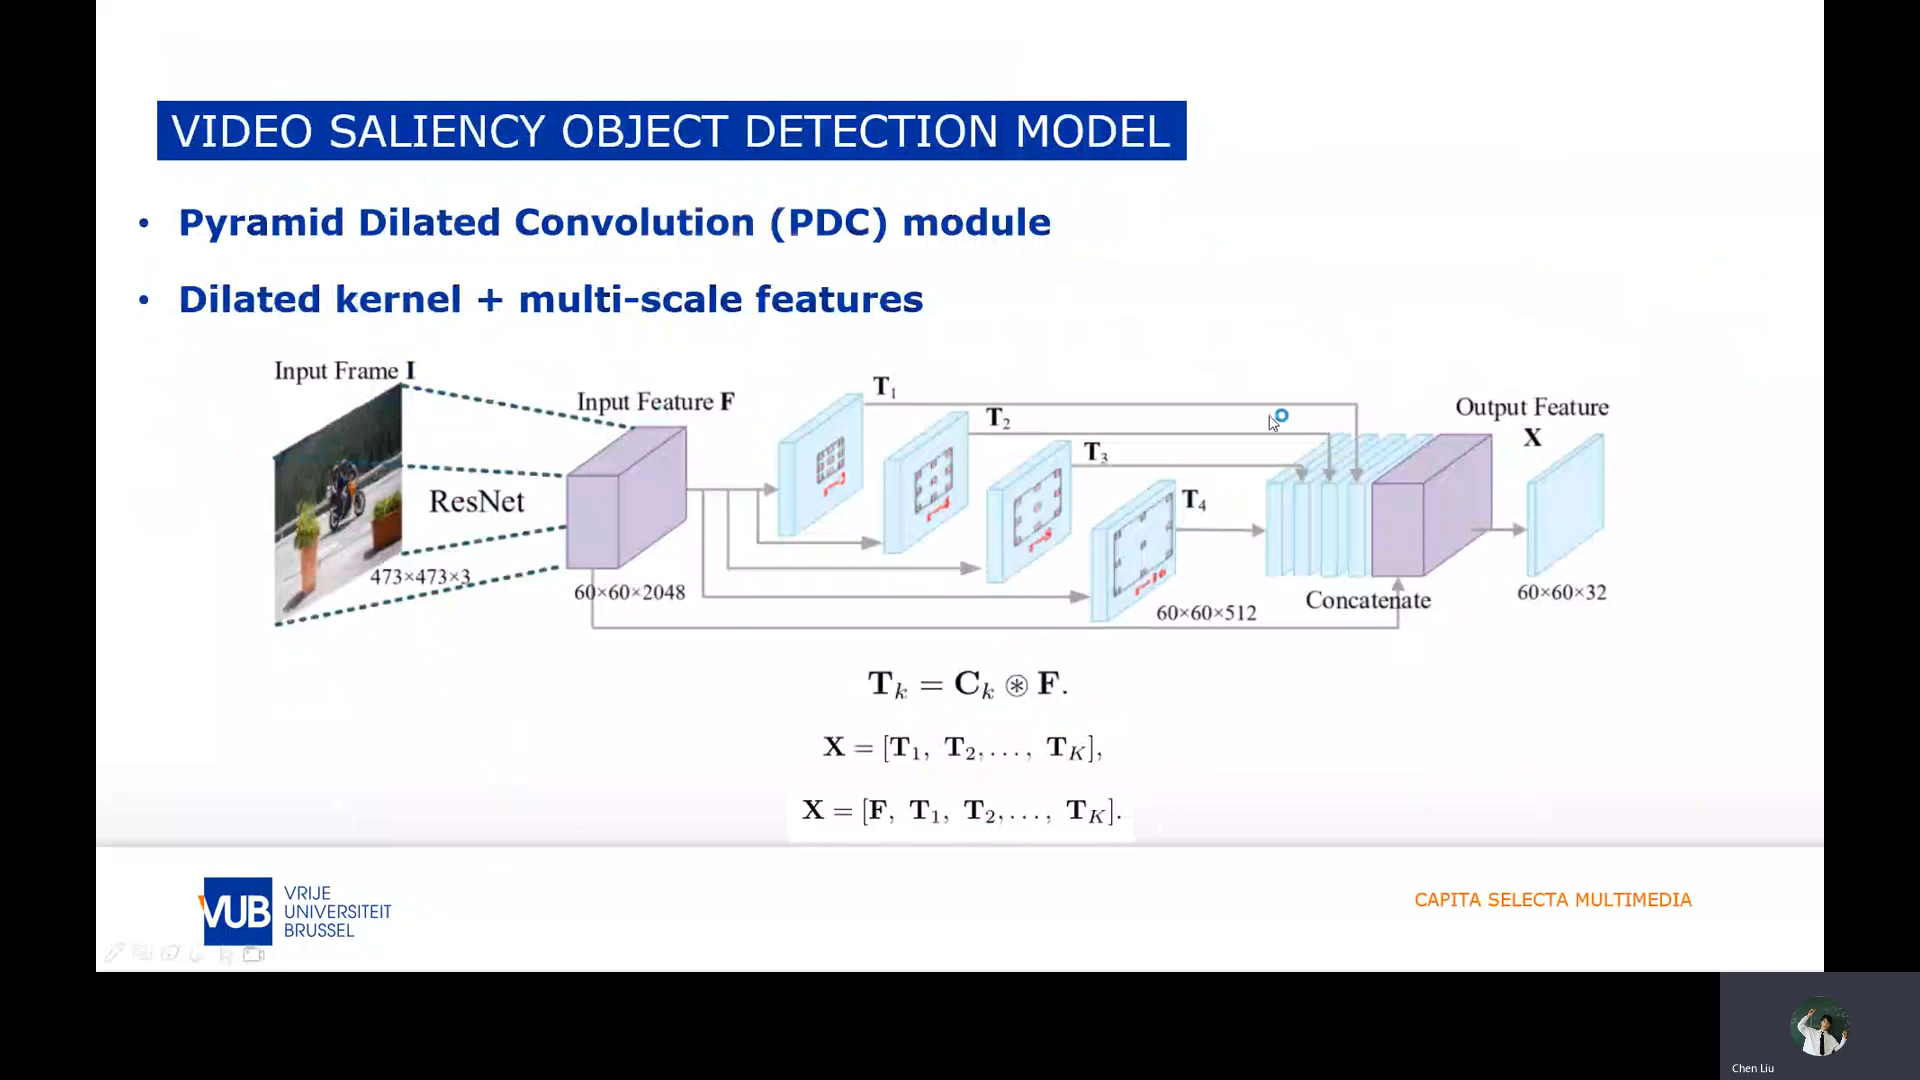 VIDEO SALIENCY OBJECT DETECTION MODEL
• Pyramid Dilated Convolution (PDC) module
• Dilated kernel + multi-scale features
Input Frame I
Input Feature F
T1
T2
T3
T4
Output Feature
X
ResNet
473×473×3
60×60×2048
60×60×512
Concatenate
60×60×32
Tk = Ck ⊛ F.
X = [T1, T2, . . . , TK],
X = [F, T1, T2, . . . , TK].
VUB
VRIJE
UNIVERSITEIT
BRUSSEL
CAPITA SELECTA MULTIMEDIA
Chen Liu